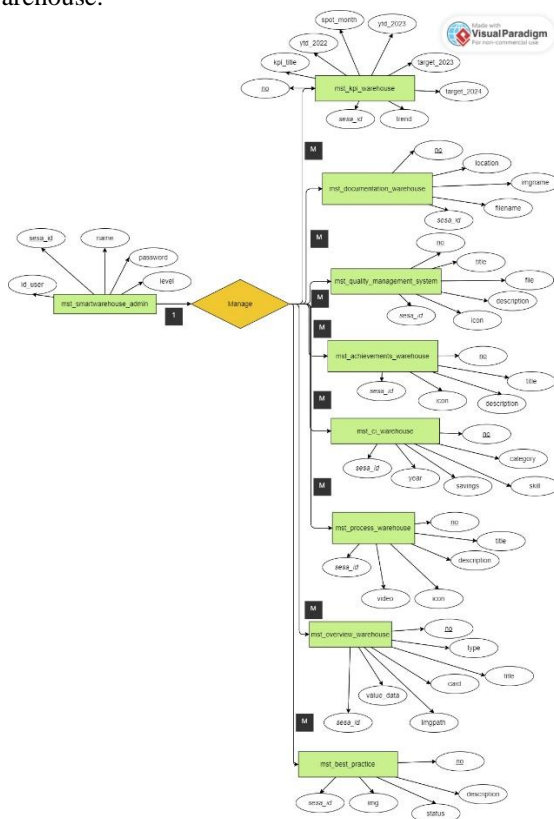 arehouse.
Made with
Visual Paradigm
For non-commercial use
spot_month
ytd_2023
ytd_2022
kpi_title
target_2023
no
mst_kpi_warehouse
target_2024
sesa_id
trend
M
no
location
mst_documentation_warehouse
imgname
filename
sesa_id
M
no
title
mst_quality_management_system
file
description
M
sesa_id
icon
sesa_id
name
password
id_user
level
mst_smartwarehouse_admin
1
Manage
M
mst_achievements_warehouse
no
title
sesa_id
icon
description
M
mst_ci_warehouse
no
category
sesa_id
year
savings
skill
M
mst_process_warehouse
no
title
description
sesa_id
video
icon
M
mst_overview_warehouse
no
type
title
card
value_data
sesa_id
imgpath
M
mst_best_practice
no
description
sesa_id
img
status